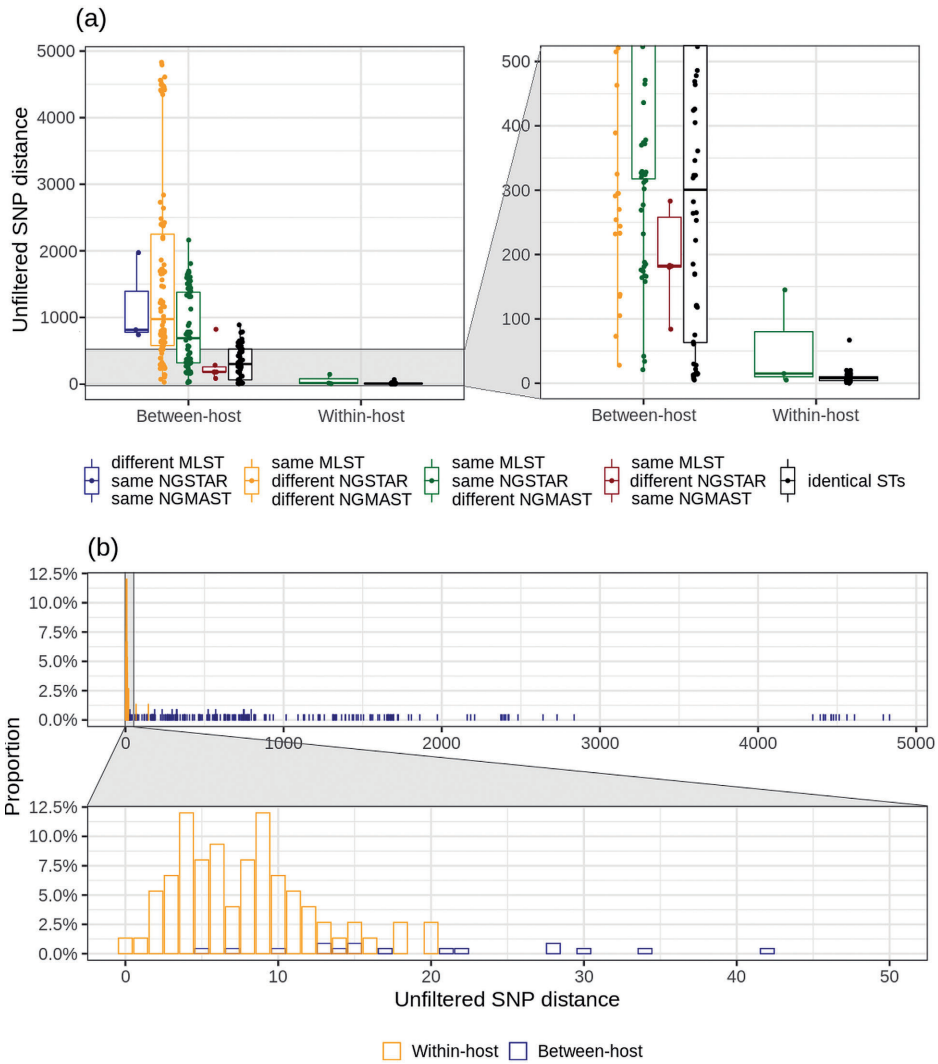 (a)
Unfiltered SNP distance
5000
4000
3000
2000
1000
0
Between-host
Within-host
500
400
300
200
100
0
Between-host
Within-host
different MLST
same NGSTAR
same NGMAST
same MLST
different NGSTAR
different NGMAST
same MLST
same NGSTAR
different NGMAST
same MLST
different NGSTAR
same NGMAST
identical STs
(b)
Proportion
12.5%
10.0%
7.5%
5.0%
2.5%
0.0%
0
1000
2000
3000
4000
5000
12.5%
10.0%
7.5%
5.0%
2.5%
0.0%
0
10
20
30
40
50
Unfiltered SNP distance
Within-host
Between-host